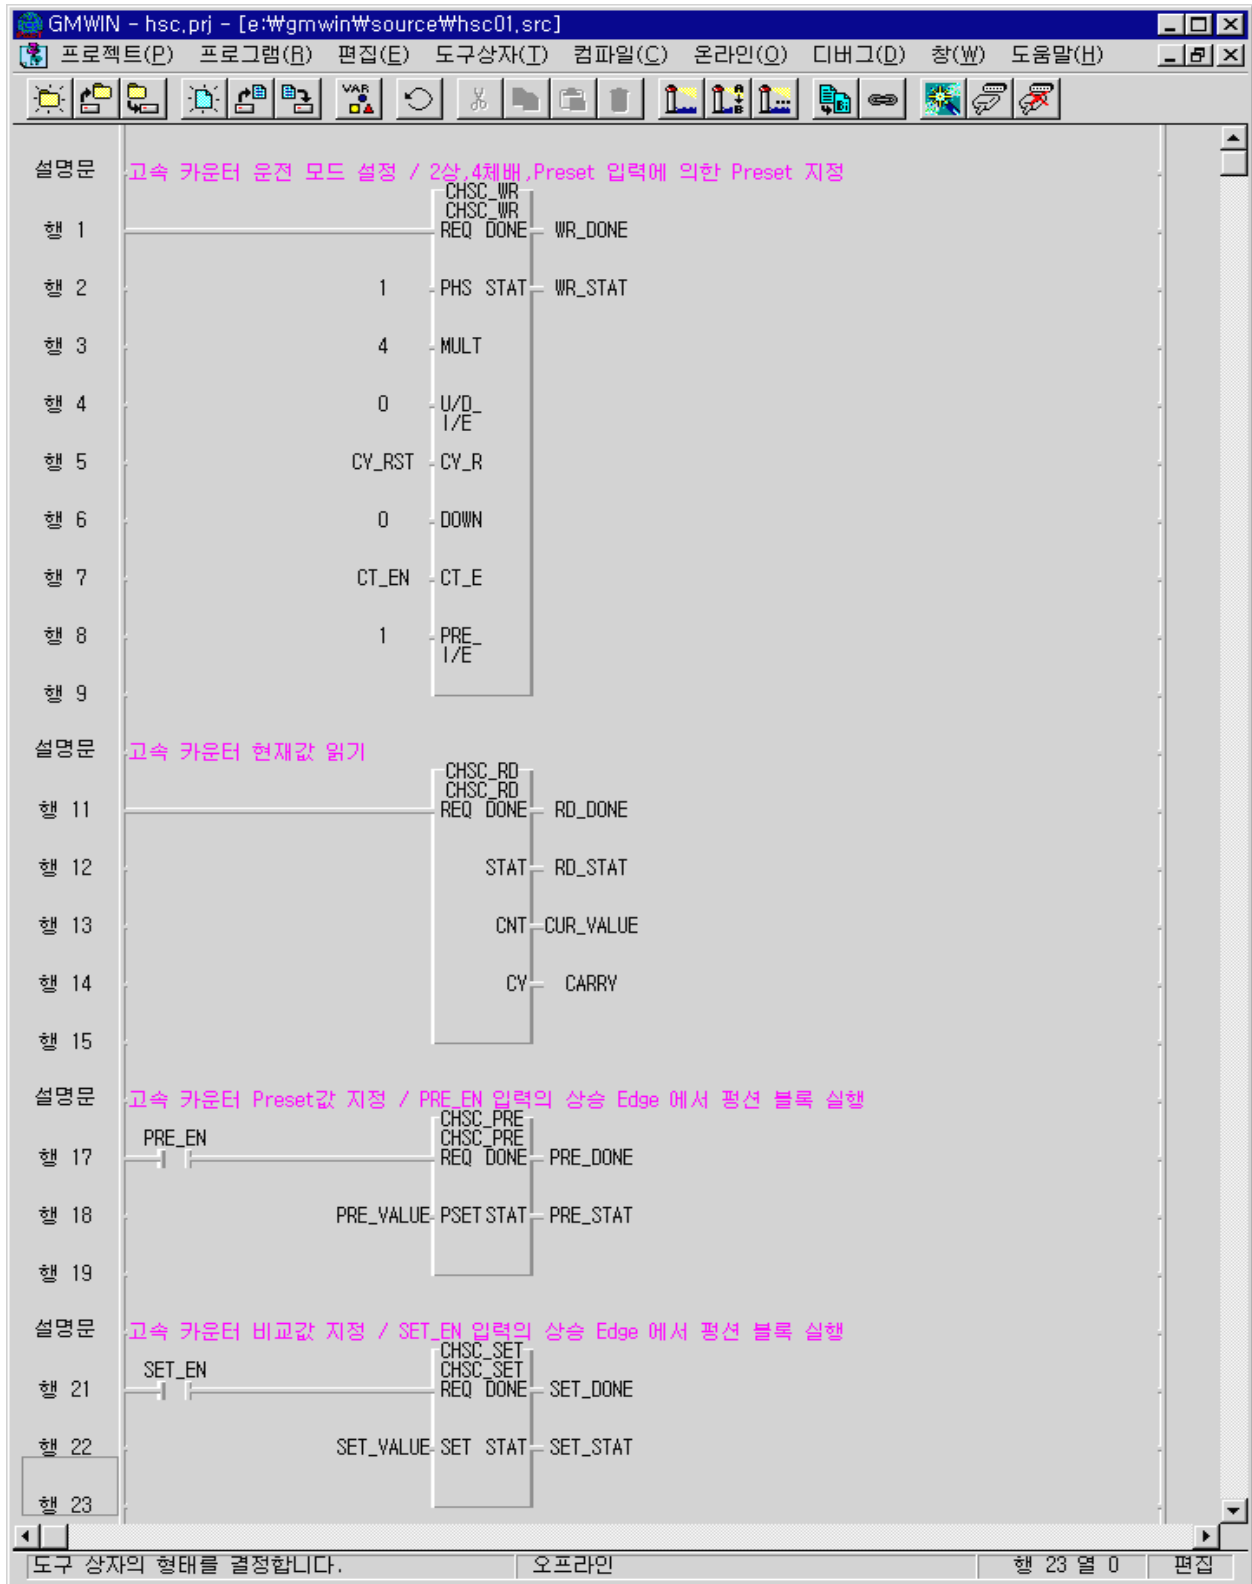 GMWIN - hsc.prj - [e:₩gmwin₩source₩hsc01.src]
프로젝트(P) 프로그램(R) 편집(E) 도구상자(T) 컴파일(C) 온라인(O) 디버그(D) 창(W) 도움말(H)
VAR
설명문 고속 카운터 운전 모드 설정 / 2상,4체배,Preset 입력에 의한 Preset 지정
CHSC_WR
CHSC_WR
행 1 REQ DONE WR_DONE
행 2 1 PHS STAT WR_STAT
행 3 4 MULT
행 4 0 U/D_
I/E
행 5 CY_RST CY_R
행 6 0 DOWN
행 7 CT_EN CT_E
행 8 1 PRE_
I/E
행 9
설명문 고속 카운터 현재값 읽기
CHSC_RD
CHSC_RD
행 11 REQ DONE RD_DONE
행 12 STAT RD_STAT
행 13 CNT CUR_VALUE
행 14 CY CARRY
행 15
설명문 고속 카운터 Preset값 지정 / PRE_EN 입력의 상승 Edge 에서 펑션 블록 실행
CHSC_PRE
PRE_EN CHSC_PRE
행 17 REQ DONE PRE_DONE
행 18 PRE_VALUE PSET STAT PRE_STAT
행 19
설명문 고속 카운터 비교값 지정 / SET_EN 입력의 상승 Edge 에서 펑션 블록 실행
CHSC_SET
SET_EN CHSC_SET
행 21 REQ DONE SET_DONE
행 22 SET_VALUE SET STAT SET_STAT
행 23
도구 상자의 형태를 결정합니다. 오프라인 행 23 열 0 편집